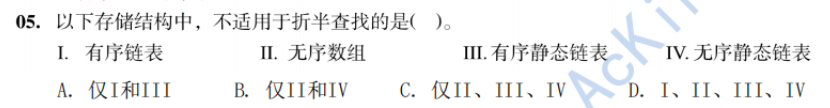 05. 以下存储结构中，不适用于折半查找的是(  )。
I. 有序链表 II. 无序数组 III. 有序静态链表 IV. 无序静态链表
A. 仅I和III B. 仅II和IV C. 仅II、III、IV D. I、II、III、IV